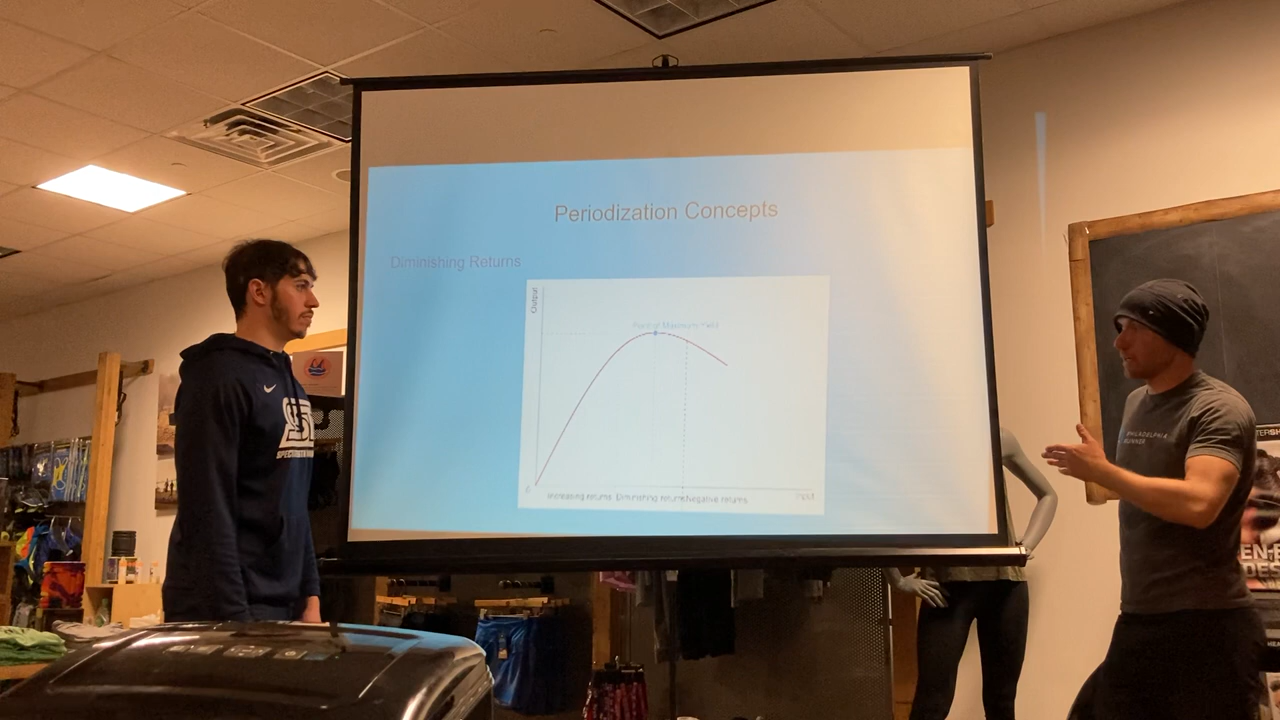 Periodization Concepts
Diminishing Returns
Output
Point of Maximum Yield
Increasing returns Diminishing returns Negative returns
Input
PHILADELPHIA
RUNNER